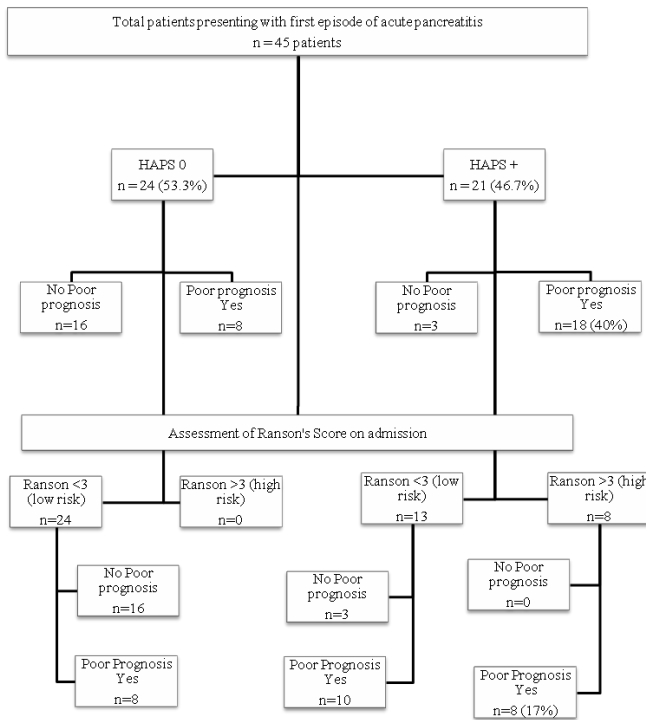 Total patients presenting with first episode of acute pancreatitis
n = 45 patients
HAPS 0
n = 24 (53.3%)
HAPS +
n = 21 (46.7%)
No Poor
prognosis
n=16
Poor prognosis
Yes
n=8
No Poor
prognosis
n=3
Poor prognosis
Yes
n=18 (40%)
Assessment of Ranson's Score on admission
Ranson <3
(low risk)
n=24
Ranson >3 (high
risk)
n=0
Ranson <3 (low
risk)
n=13
Ranson >3 (high
risk)
n=8
No Poor
prognosis
n=16
No Poor
prognosis
n=3
No Poor
prognosis
n=0
Poor Prognosis
Yes
n=8
Poor Prognosis
Yes
n=10
Poor Prognosis
Yes
n=8 (17%)